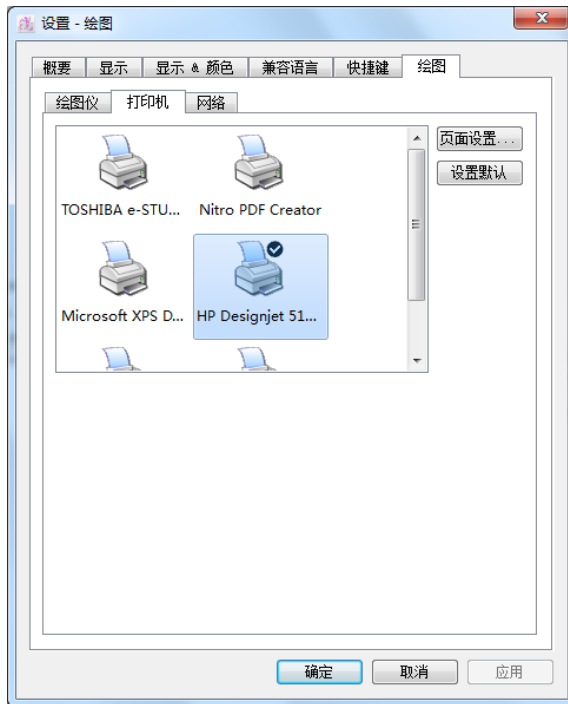 设置 - 绘图
概要 显示 显示 & 颜色 兼容语言 快捷键 绘图
绘图仪 打印机 网络
页面设置...
设置默认
TOSHIBA e-STU... Nitro PDF Creator
Microsoft XPS D... HP Designjet 51...
确定 取消 应用